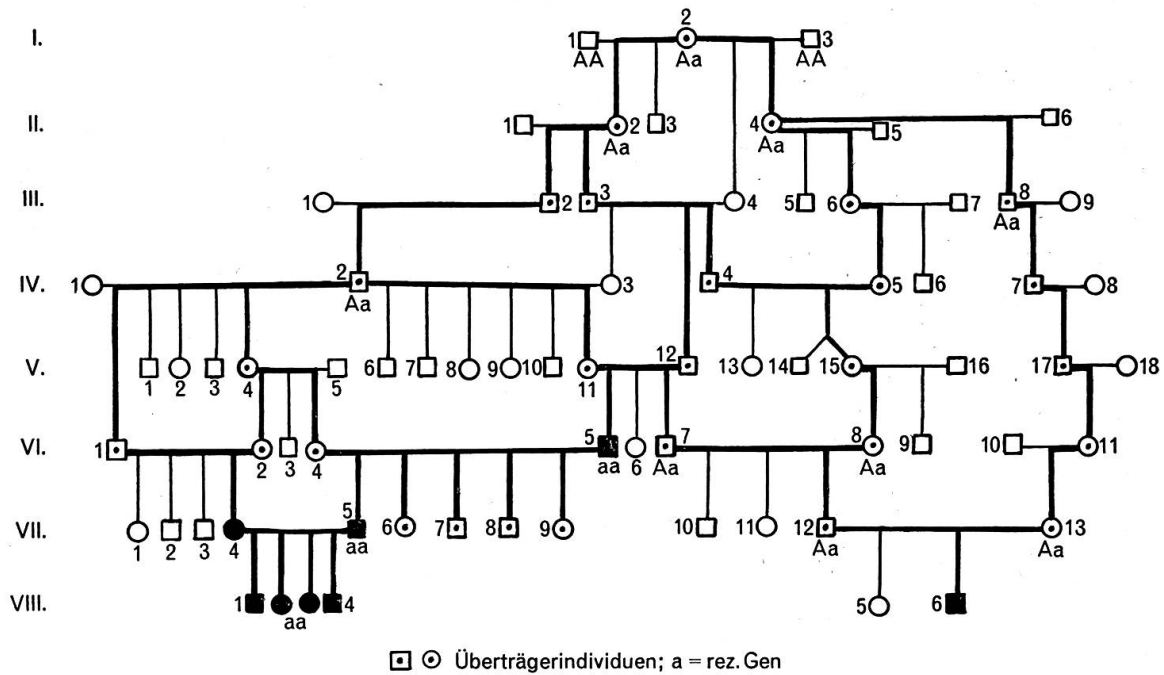 I. 1 2 3
AA Aa AA
II. 1 2 3 4 5 6
Aa Aa
III. 1 2 3 4 5 6 7 8 9
Aa
IV. 1 2 3 4 5 6 7 8
Aa
V. 1 2 3 4 5 6 7 8 9 10 11 12 13 14 15 16 17 18
VI. 1 2 3 4 5 6 7 8 9 10 11
aa Aa Aa
VII. 1 2 3 4 5 6 7 8 9 10 11 12 13
aa Aa Aa
VIII. 1 4 5 6
aa
Überträgerindividuen; a = rez. Gen